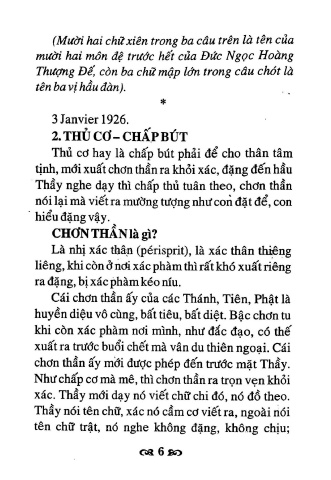 (Mười hai chữ xiên trong ba câu trên là tên của
mười hai môn đệ trước hết của Đức Ngọc Hoàng
Thượng Đế, còn ba chữ mập lớn trong câu chót là
tên ba vị hầu đàn).
*
3 Janvier 1926.
2. THỦ CƠ – CHẤP BÚT
Thủ cơ hay là chấp bút phải để cho thân tâm
tịnh, mới xuất chơn thần ra khỏi xác, đặng đến hầu
Thầy nghe dạy thì chấp thủ tuân theo, chơn thần
nói lại mà viết ra mường tượng như con đặt để, con
hiểu đặng vậy.
CHƠN THẦN là gì?
Là nhị xác thân (périsprit), là xác thân thiêng
liêng, khi còn ở nơi xác phàm thì rất khó xuất riêng
ra đặng, bị xác phàm kéo níu.
Cái chơn thần ấy của các Thánh, Tiên, Phật là
huyền diệu vô cùng, bất tiêu, bất diệt. Bậc chơn tu
khi còn xác phàm nơi mình, như đắc đạo, có thể
xuất ra trước buổi chết mà vân du thiên ngoại. Cái
chơn thần ấy mới được phép đến trước mặt Thầy.
Như chấp cơ mà mê, thì chơn thần ra trọn vẹn khỏi
xác. Thầy mới dạy nó viết chữ chi đó, nó đồ theo.
Thầy nói tên chữ, xác nó cầm cơ viết ra, ngoài nói
tên chữ trật, nó nghe không đặng, không chịu;
6